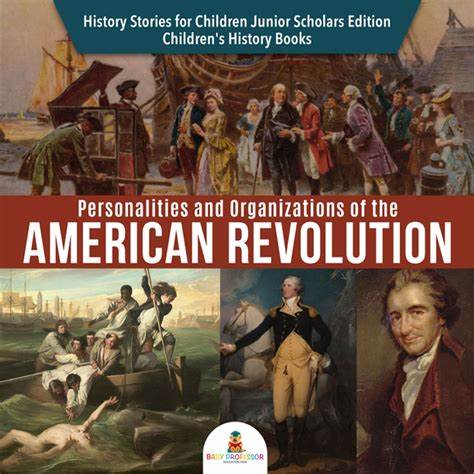 History Stories for Children Junior Scholars Edition
Children's History Books
Personalities and Organizations of the
AMERICAN REVOLUTION
BABY PROFESSOR